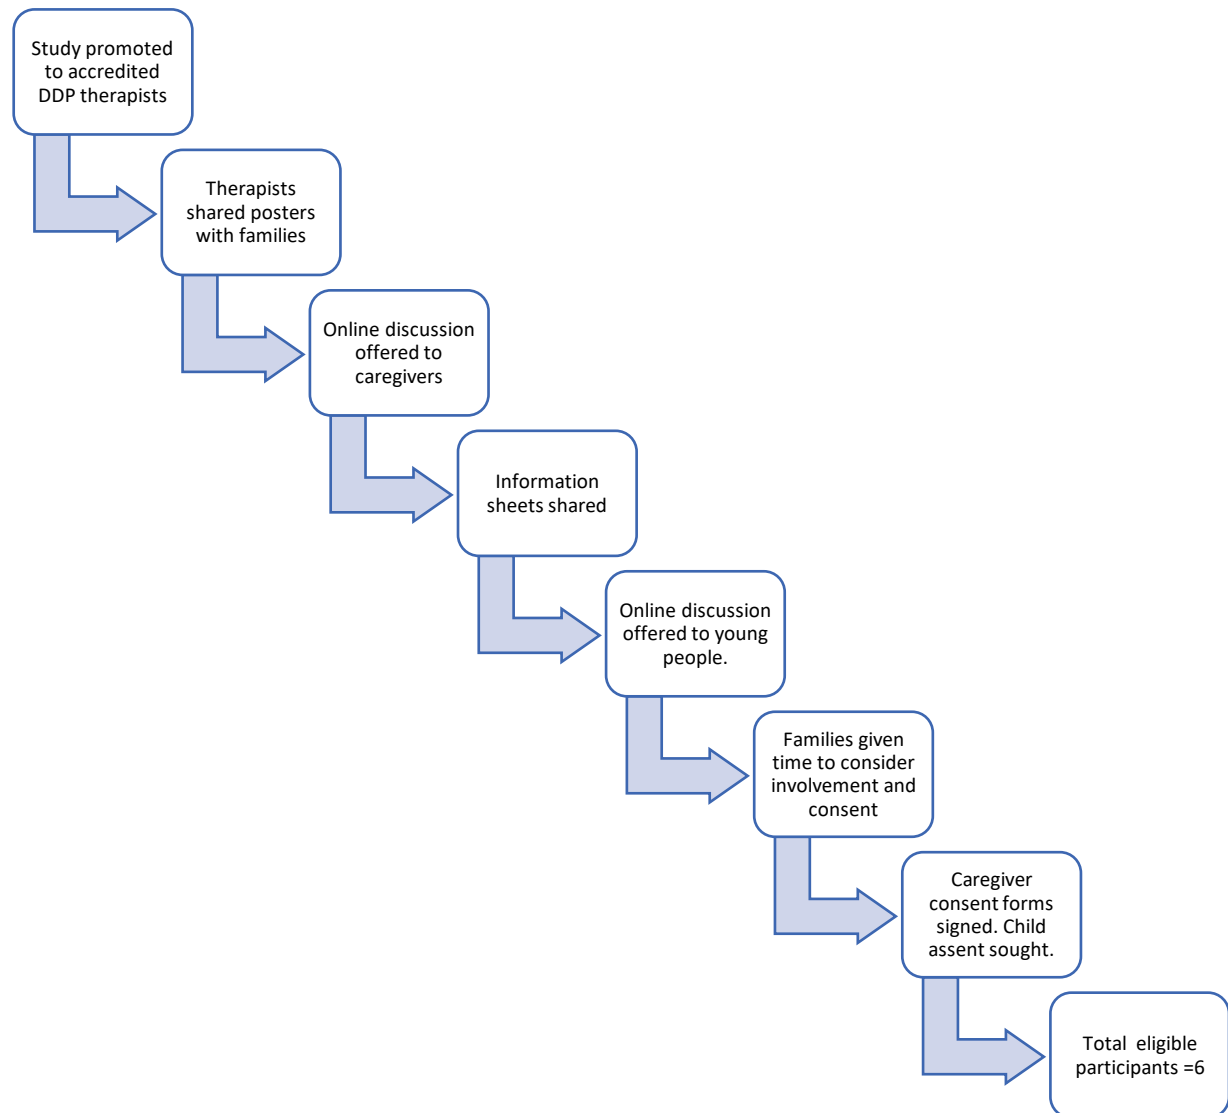 Study promoted
to accredited
DDP therapists
Therapists
shared posters
with families
Online discussion
offered to
caregivers
Information
sheets shared
Online discussion
offered to young
people.
Families given
time to consider
involvement and
consent
Caregiver
consent forms
signed. Child
assent sought.
Total eligible
participants =6